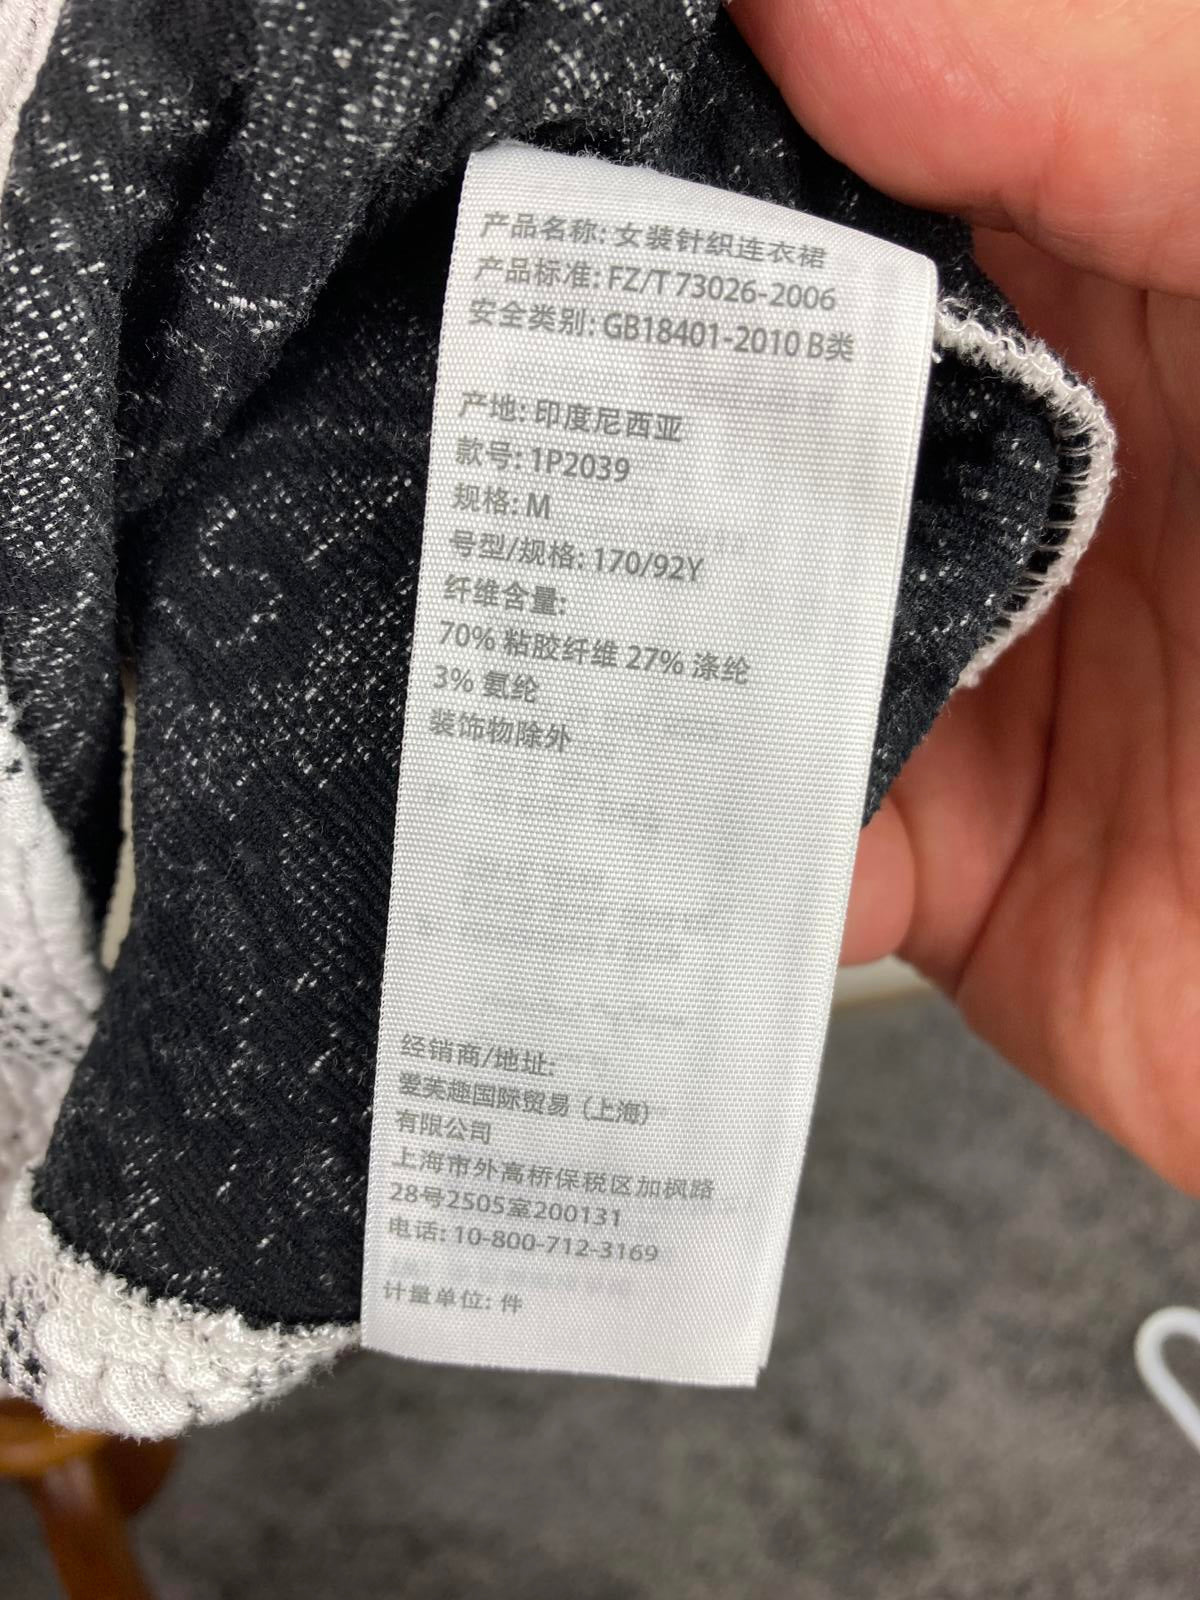 产品名称: 女装针织连衣裙
产品标准: FZ/T 73026-2006
安全类别: GB18401-2010 B类
产地: 印度尼西亚
款号: 1P2039
规格: M
号型/规格: 170/92Y
纤维含量:
70% 粘胶纤维 27% 涤纶
3% 氨纶
装饰物除外
经销商/地址:
爱芙趣国际贸易（上海）
有限公司
上海市外高桥保税区加枫路
28号2505室200131
电话: 10-800-712-3169
计量单位: 件